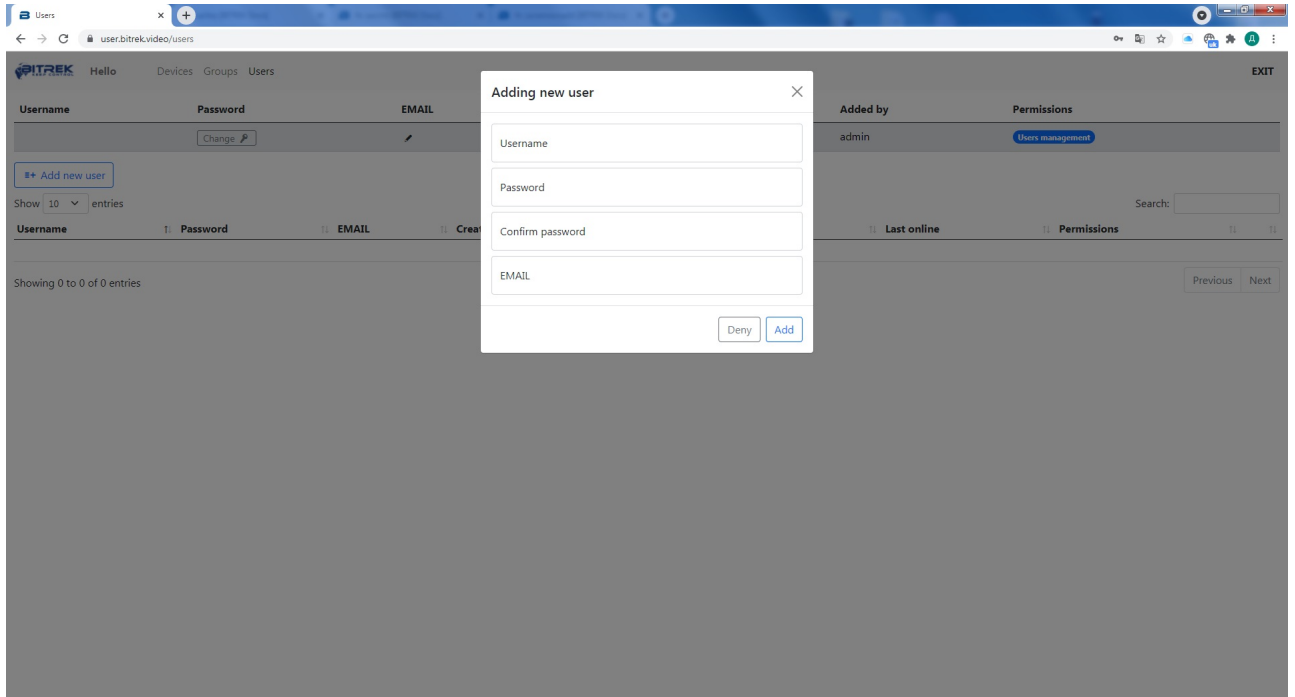 Users
user.bitrek.video/users
BITREK Hello Devices Groups Users EXIT
Username Password EMAIL Added by Permissions
Change admin Users management
Add new user
Show 10 entries Search:
Username Password EMAIL Creat Last online Permissions
Showing 0 to 0 of 0 entries Previous Next
Adding new user
Username
Password
Confirm password
EMAIL
Deny Add